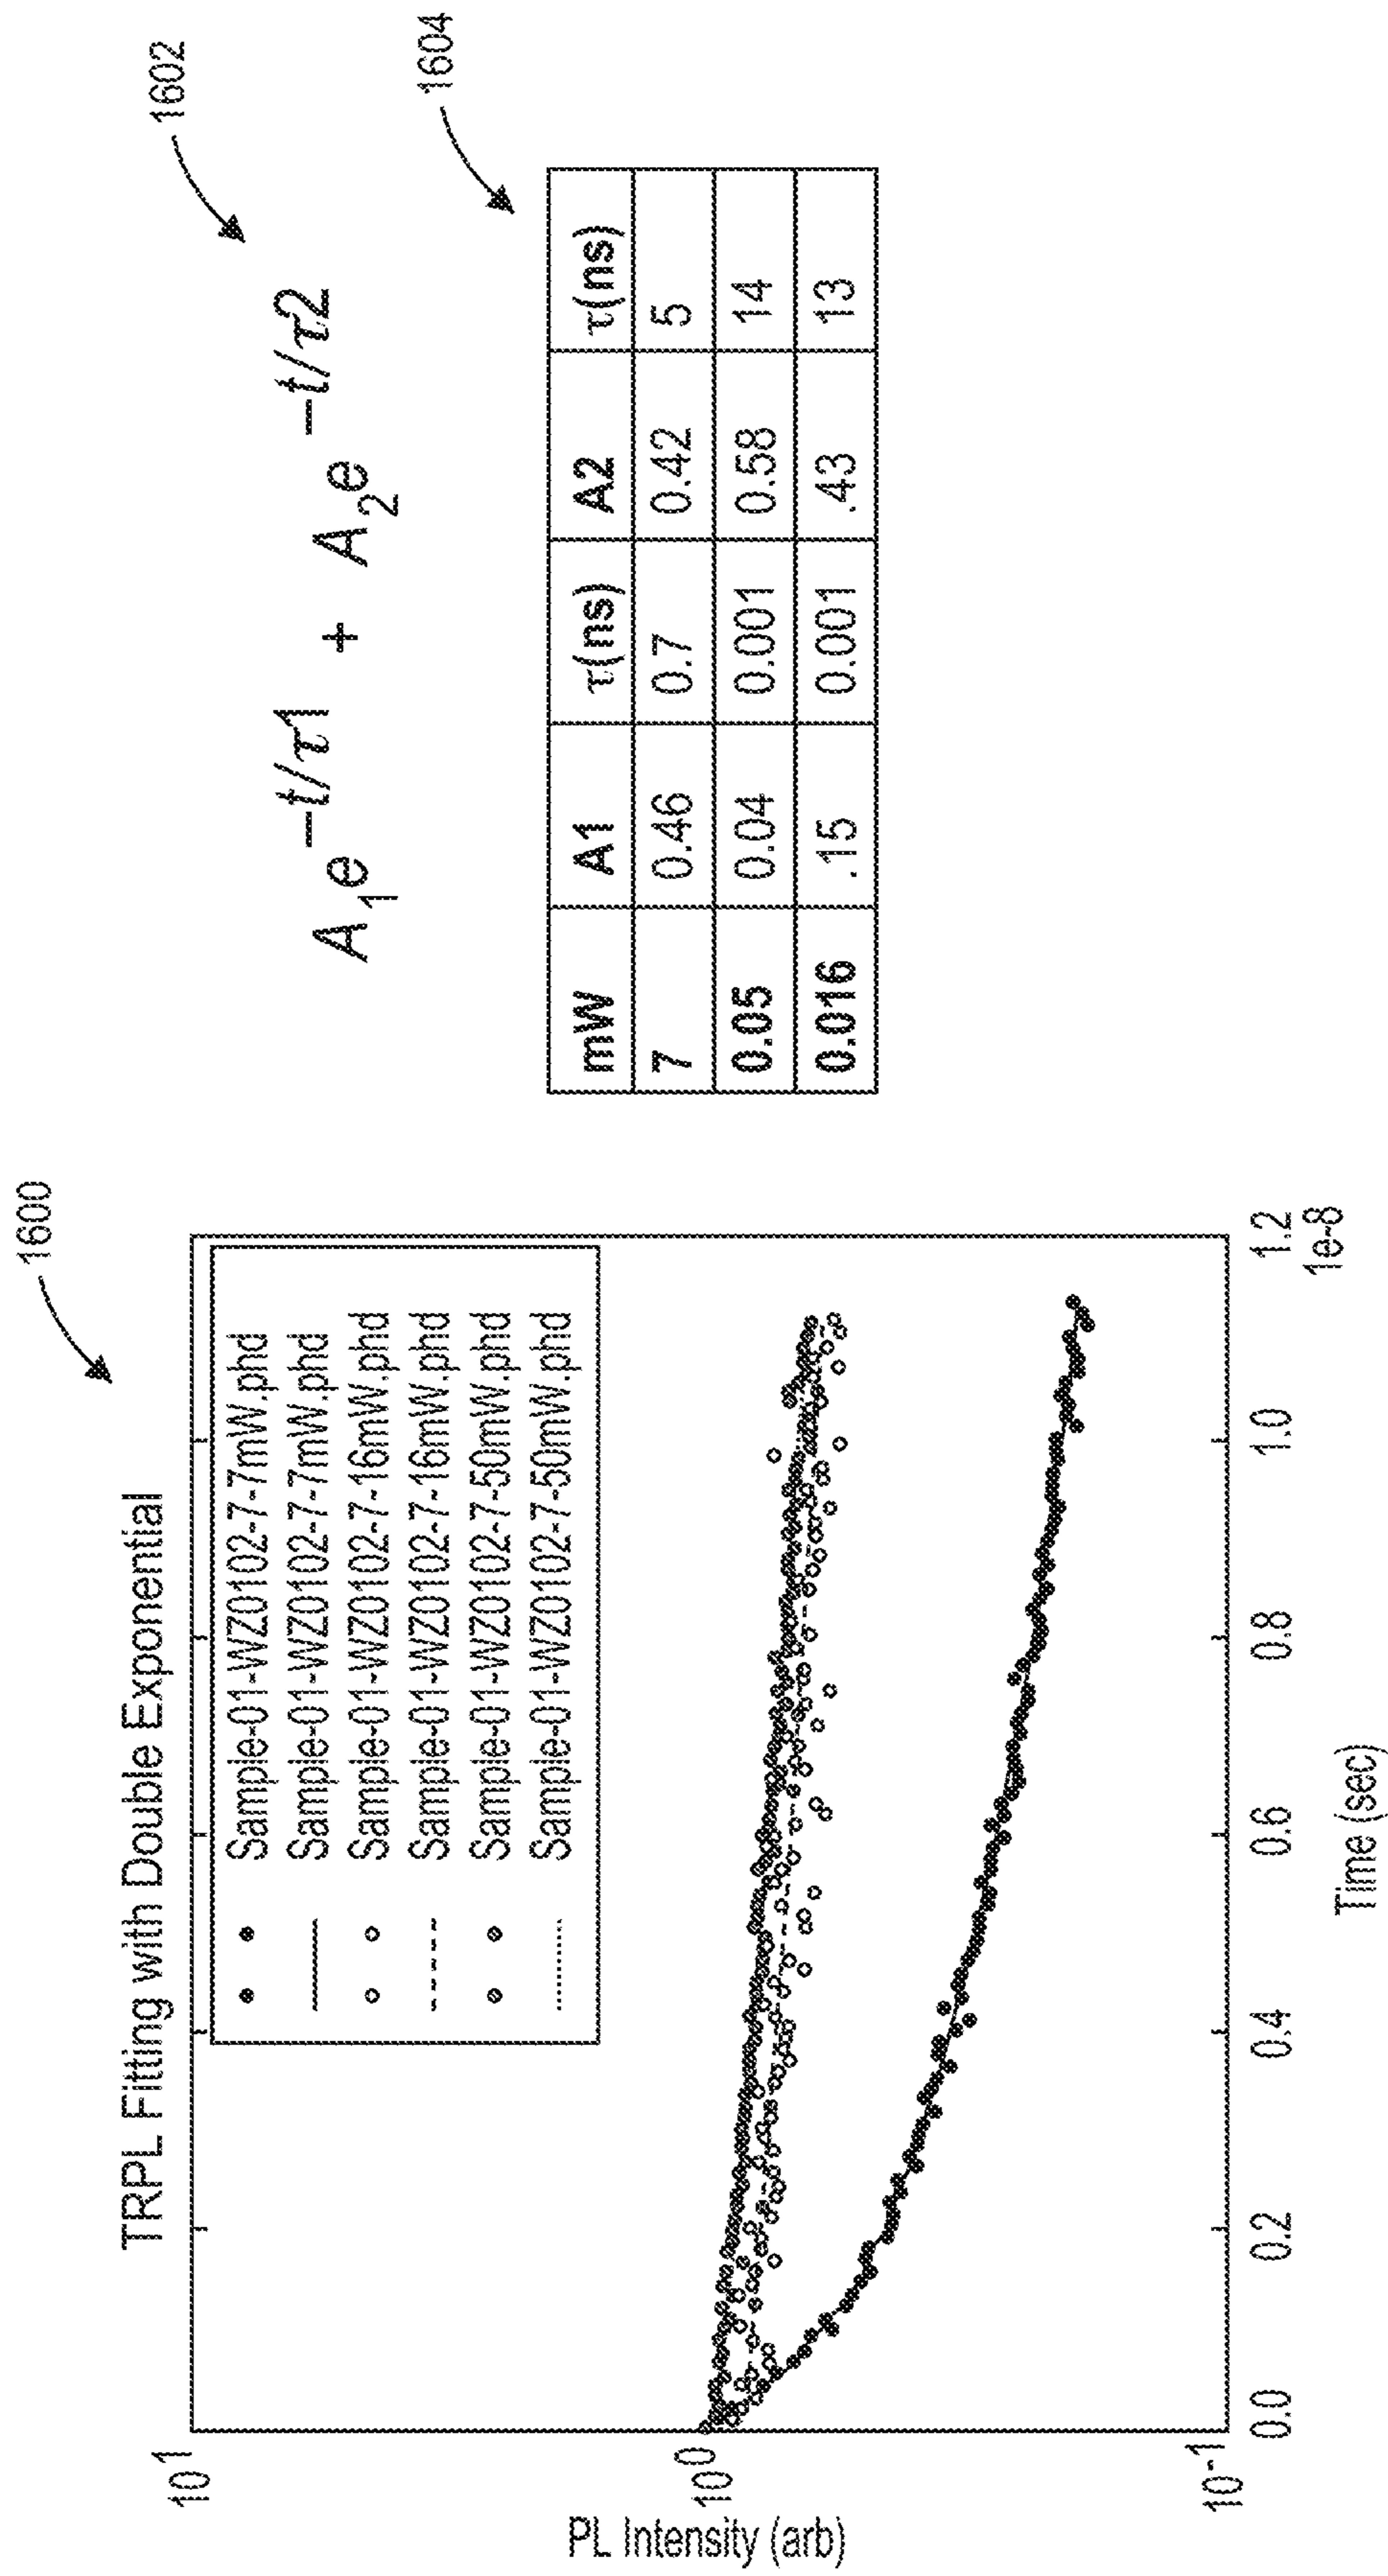 1600
TRPL Fitting with Double Exponential
10^1
10^0
10^-1
PL Intensity (arb)
Sample-01-WZ0102-7-7mW.phd
Sample-01-WZ0102-7-7mW.phd
Sample-01-WZ0102-7-16mW.phd
Sample-01-WZ0102-7-16mW.phd
Sample-01-WZ0102-7-50mW.phd
Sample-01-WZ0102-7-50mW.phd
0.0 0.2 0.4 0.6 0.8 1.0 1.2
1e-8
Time (sec)
1602
A_1e^-t/τ1 + A_2e^-t/τ2
1604
mW A1 τ(ns) A2 τ(ns)
7 0.46 0.7 0.42 5
0.05 0.04 0.001 0.58 14
0.016 .15 0.001 .43 13